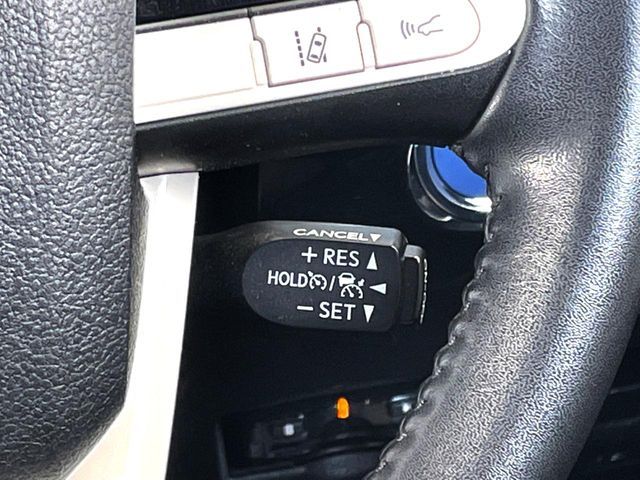 CANCEL▼
+ RES ▲
HOLD / ◄
− SET ▼